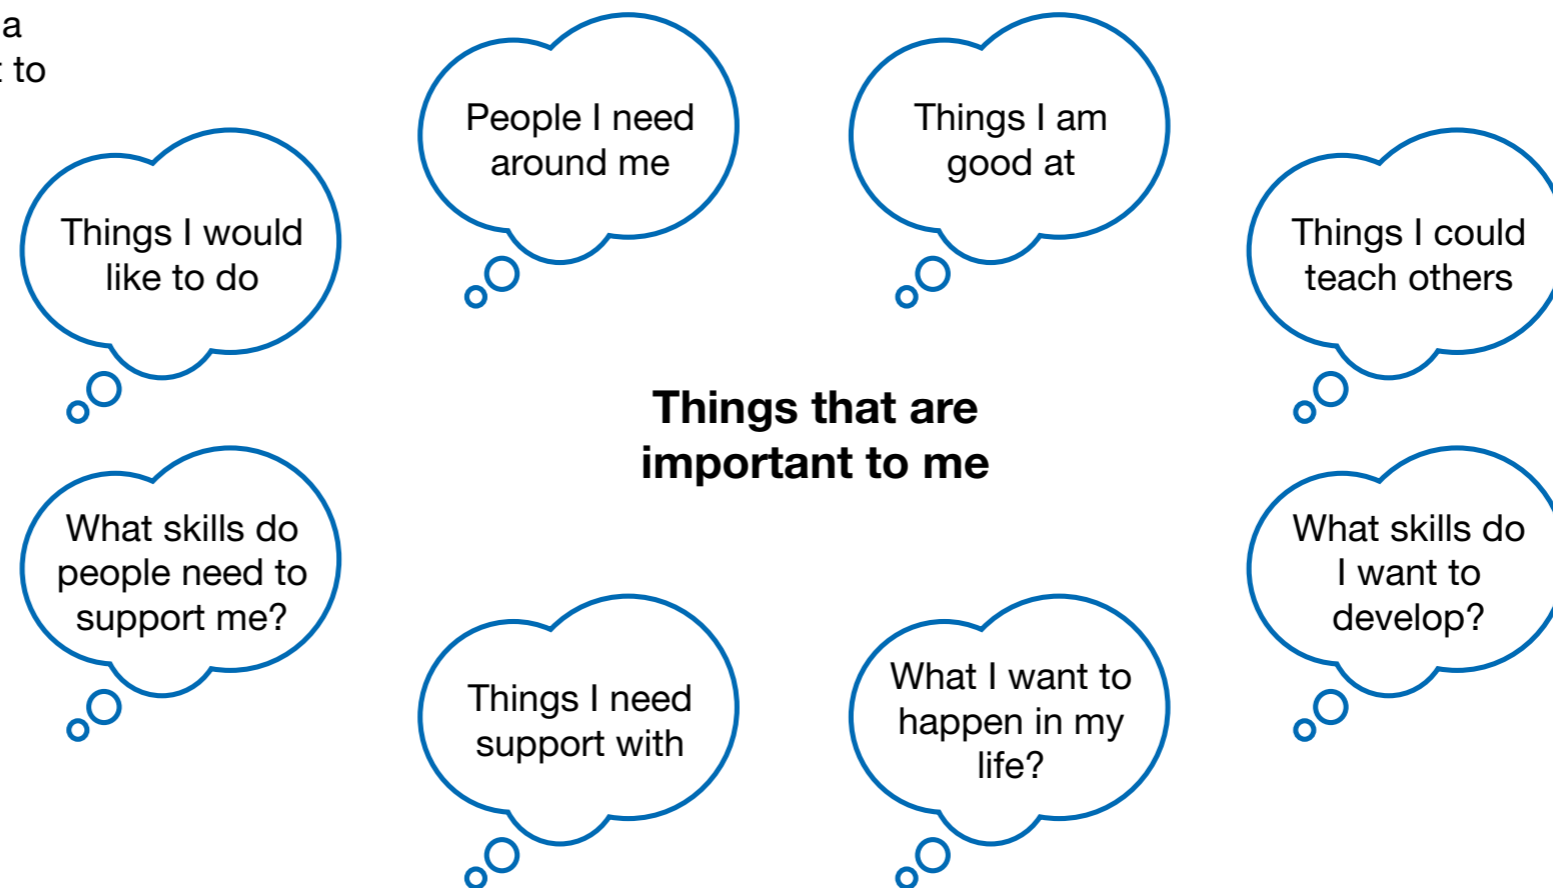 a
t to
People I need
around me
Things I am
good at
Things I would
like to do
Things I could
teach others
Things that are
important to me
What skills do
people need to
support me?
What skills do
I want to
develop?
Things I need
support with
What I want to
happen in my
life?